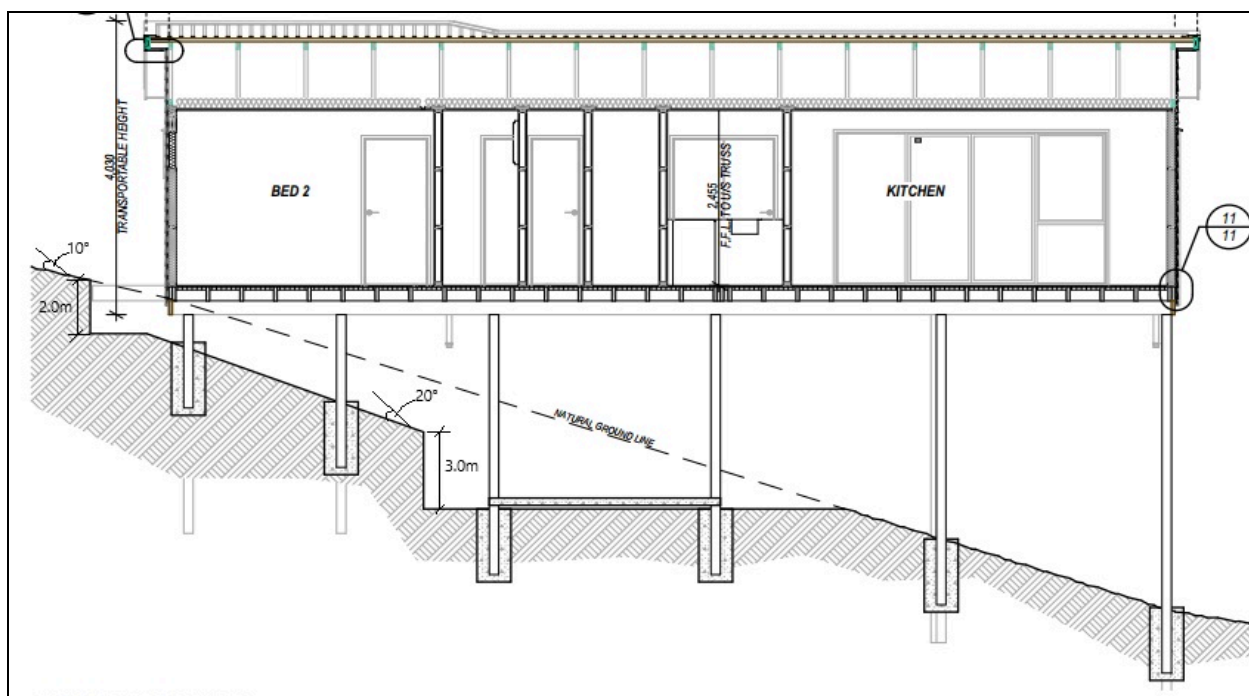 4,030
TRANSPORTABLE HEIGHT
BED 2
2,455
F.F.L. TO U/S TRUSS
KITCHEN
11
11
10°
2.0m
20°
3.0m
NATURAL GROUND LINE